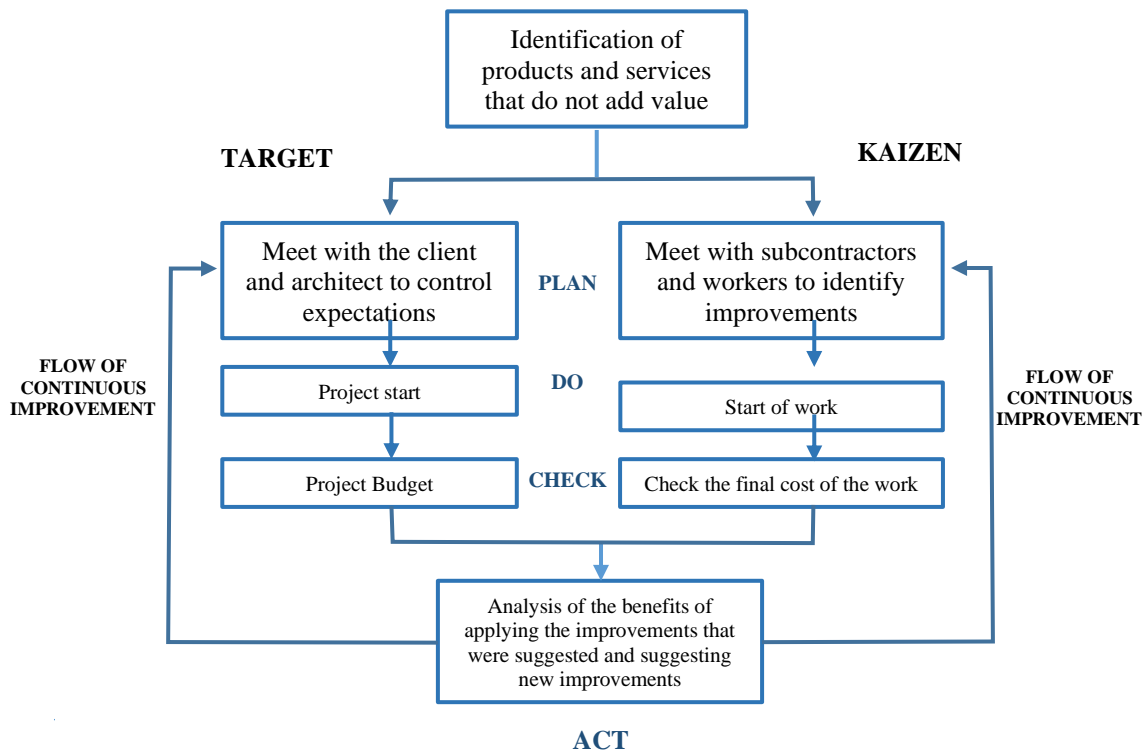 Identification of
products and services
that do not add value
TARGET
KAIZEN
Meet with the client
and architect to control
expectations
PLAN
Meet with subcontractors
and workers to identify
improvements
FLOW OF
CONTINUOUS
IMPROVEMENT
Project start
DO
Start of work
FLOW OF
CONTINUOUS
IMPROVEMENT
Project Budget
CHECK
Check the final cost of the work
Analysis of the benefits of
applying the improvements that
were suggested and suggesting
new improvements
ACT